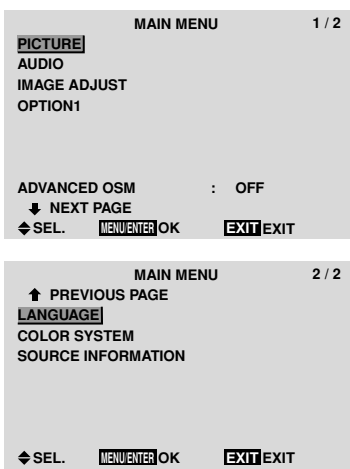 MAIN MENU 1 / 2
PICTURE
AUDIO
IMAGE ADJUST
OPTION1
ADVANCED OSM : OFF
NEXT PAGE
SEL. MENU/ENTER OK EXIT EXIT
MAIN MENU 2 / 2
PREVIOUS PAGE
LANGUAGE
COLOR SYSTEM
SOURCE INFORMATION
SEL. MENU/ENTER OK EXIT EXIT